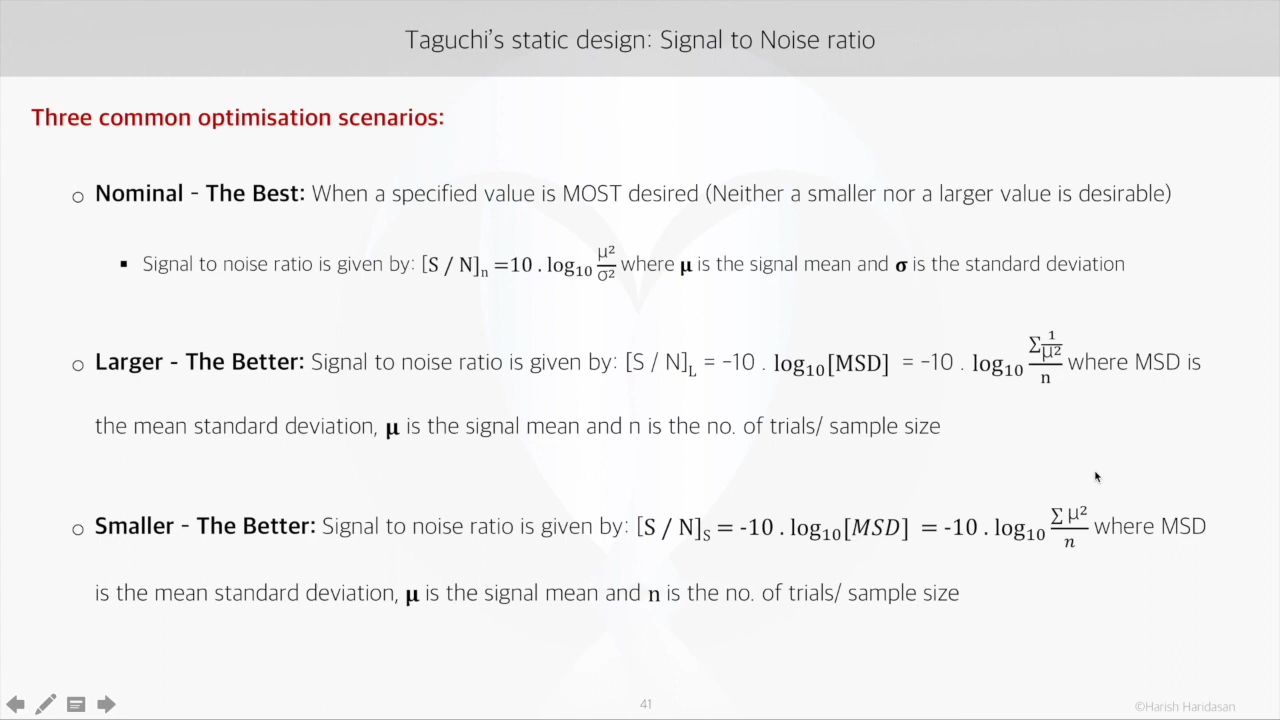 Taguchi's static design: Signal to Noise ratio
Three common optimisation scenarios:
○ Nominal - The Best: When a specified value is MOST desired (Neither a smaller nor a larger value is desirable)
▪ Signal to noise ratio is given by: [S / N]ₙ =10 . log₁₀ μ²/σ² where μ is the signal mean and σ is the standard deviation
○ Larger - The Better: Signal to noise ratio is given by: [S / N]_L = −10 . log₁₀[MSD] = −10 . log₁₀ (Σ 1/μ²)/n where MSD is
the mean standard deviation, μ is the signal mean and n is the no. of trials/ sample size
○ Smaller - The Better: Signal to noise ratio is given by: [S / N]_S = -10 . log₁₀[MSD] = -10 . log₁₀ (Σ μ²)/n where MSD
is the mean standard deviation, μ is the signal mean and n is the no. of trials/ sample size
41
©Harish Haridasan